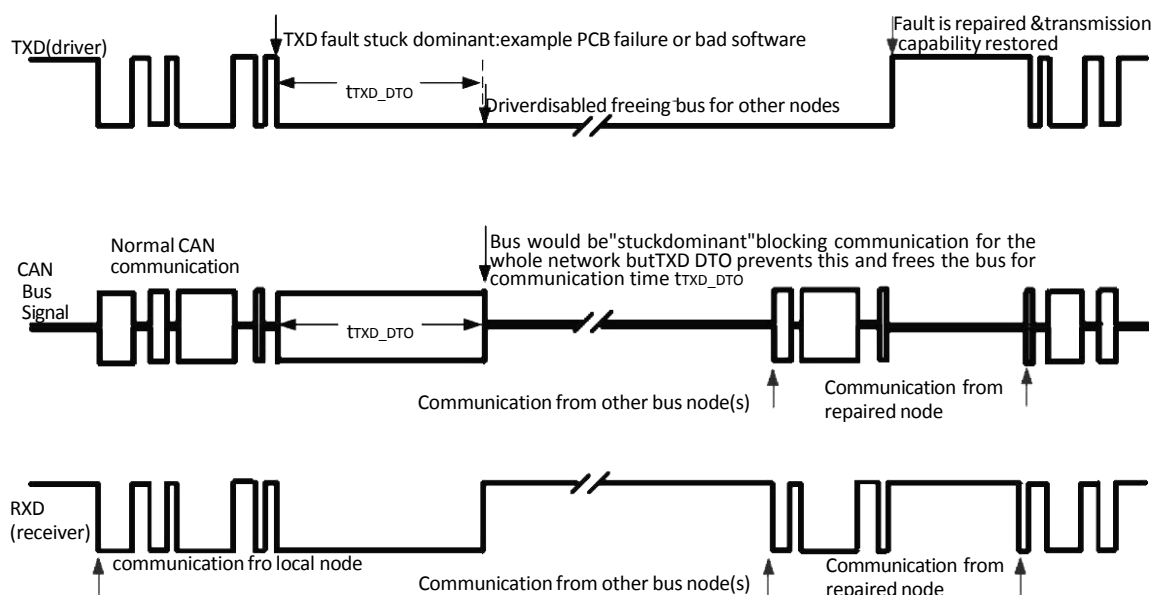 TXD(driver)
TXD fault stuck dominant:example PCB failure or bad software
Fault is repaired &transmission
capability restored
tTXD_DTO
Driverdisabled freeing bus for other nodes
Normal CAN
communication
CAN
Bus
Signal
Bus would be"stuckdominant"blocking communication for the
whole network butTXD DTO prevents this and frees the bus for
communication time tTXD_DTO
tTXD_DTO
Communication from other bus node(s)
Communication from
repaired node
RXD
(receiver)
communication fro local node
Communication from other bus node(s)
Communication from
repaired node